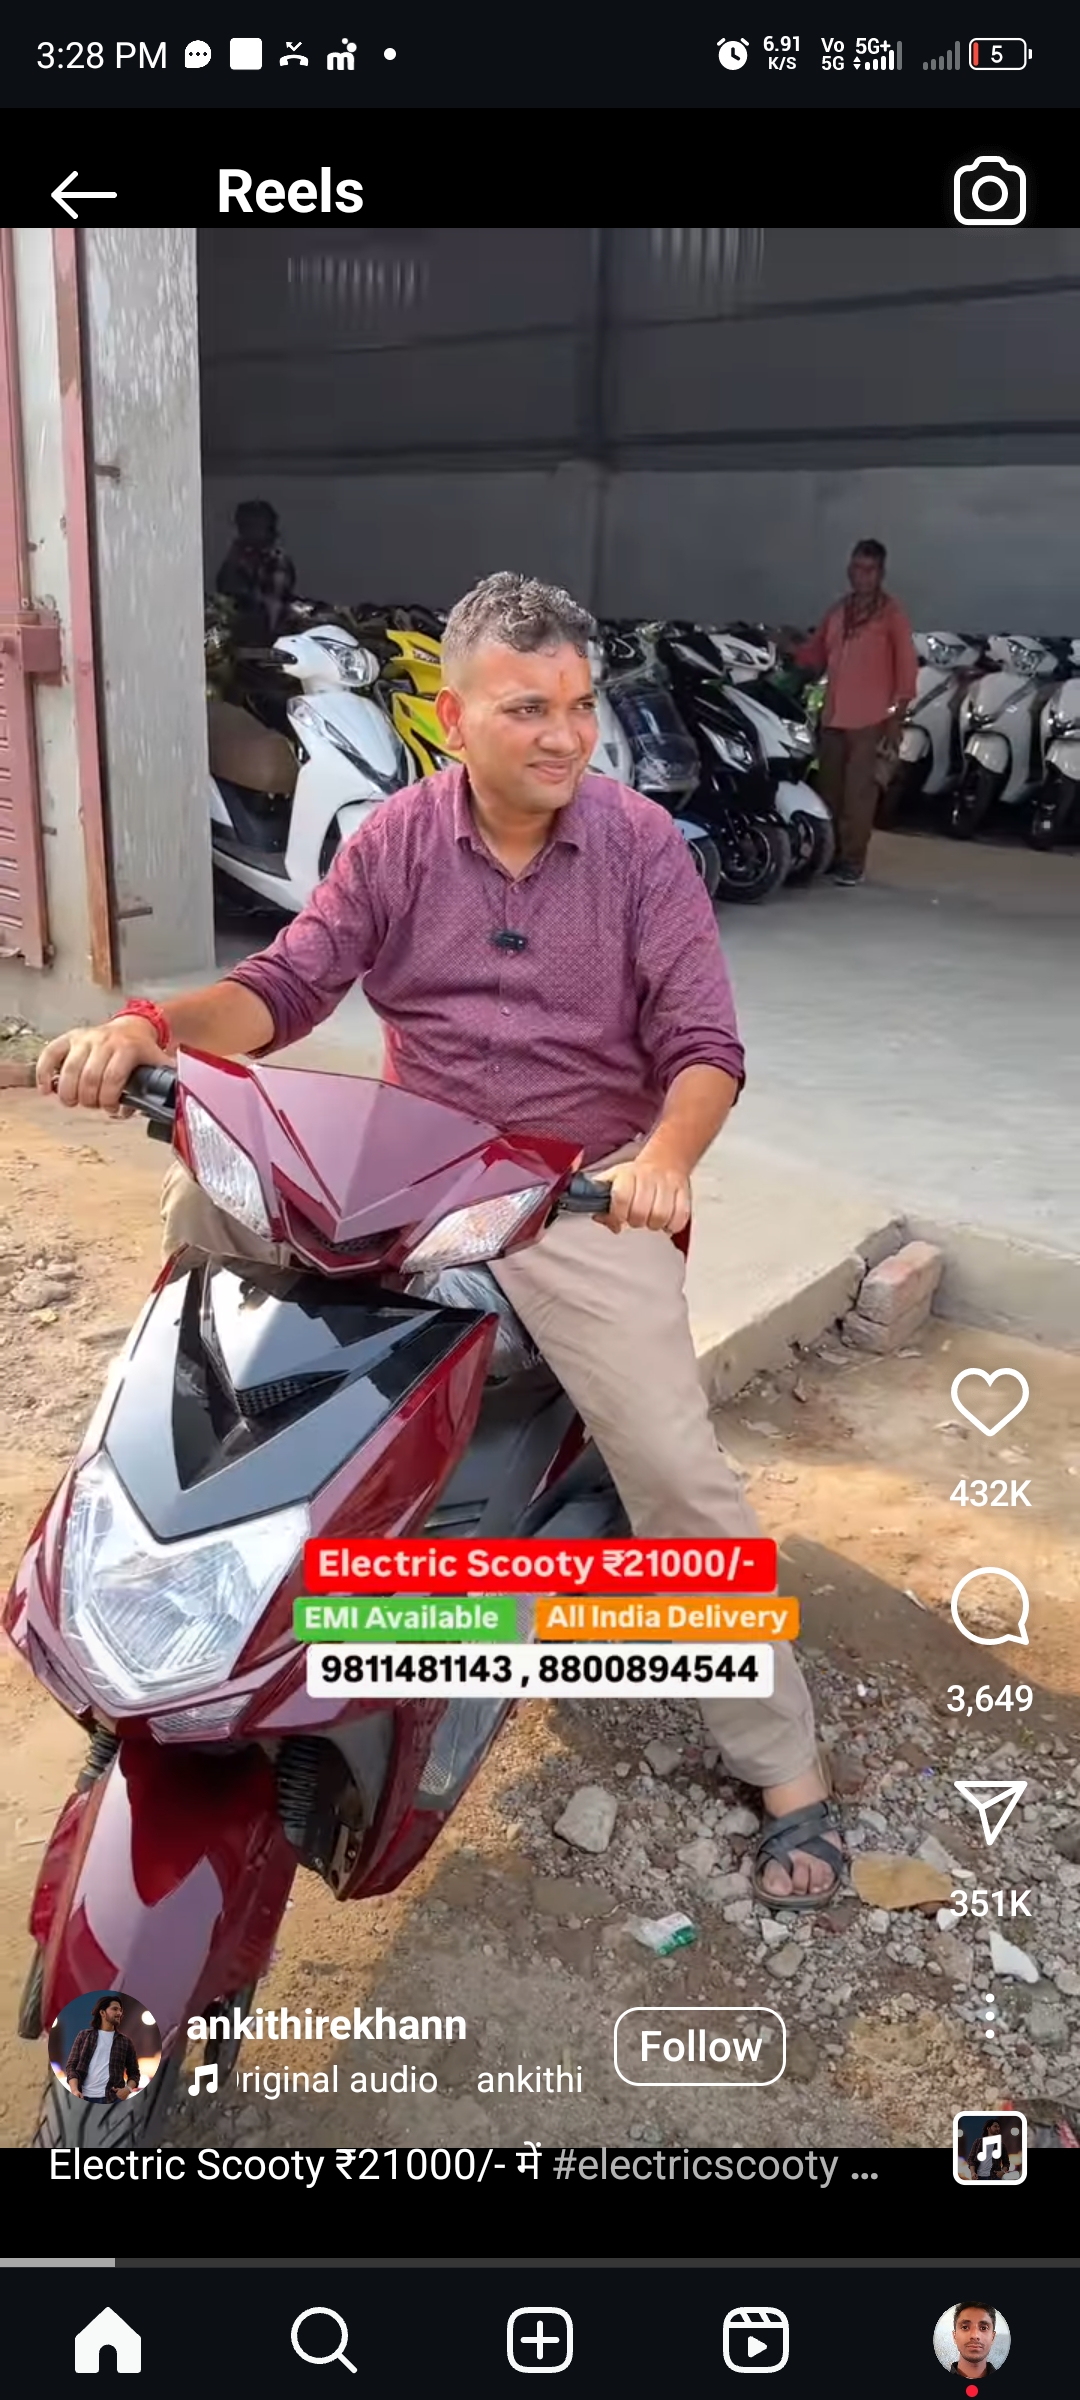 3:28 PM
6.91
K/S
Vo
5G
5G+
5
Reels
432K
Electric Scooty ₹21000/-
EMI Available
All India Delivery
9811481143 , 8800894544
3,649
351K
ankithirekhann
Follow
riginal audio ankithi
Electric Scooty ₹21000/- में #electricscooty ...